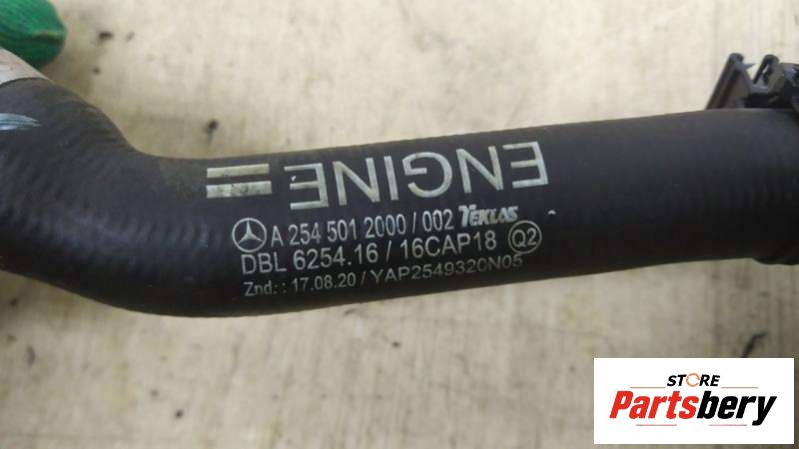 ENGINE =
A 254 501 2000 / 002 TEKLAS
DBL 6254.16 / 16CAP18 Q2
Znd: : 17.08.20 / YAP2549320N05
STORE
Partsbery